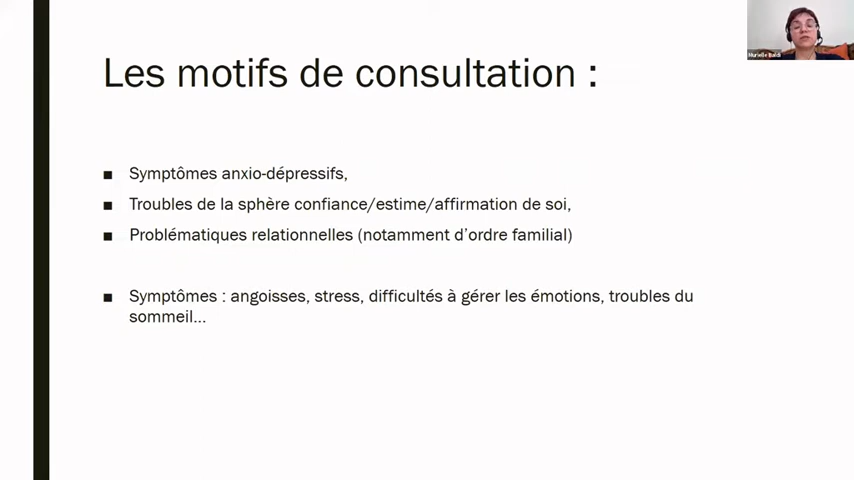 Les motifs de consultation :
■ Symptômes anxio-dépressifs,
■ Troubles de la sphère confiance/estime/affirmation de soi,
■ Problématiques relationnelles (notamment d'ordre familial)
■ Symptômes : angoisses, stress, difficultés à gérer les émotions, troubles du
sommeil...
Murielle